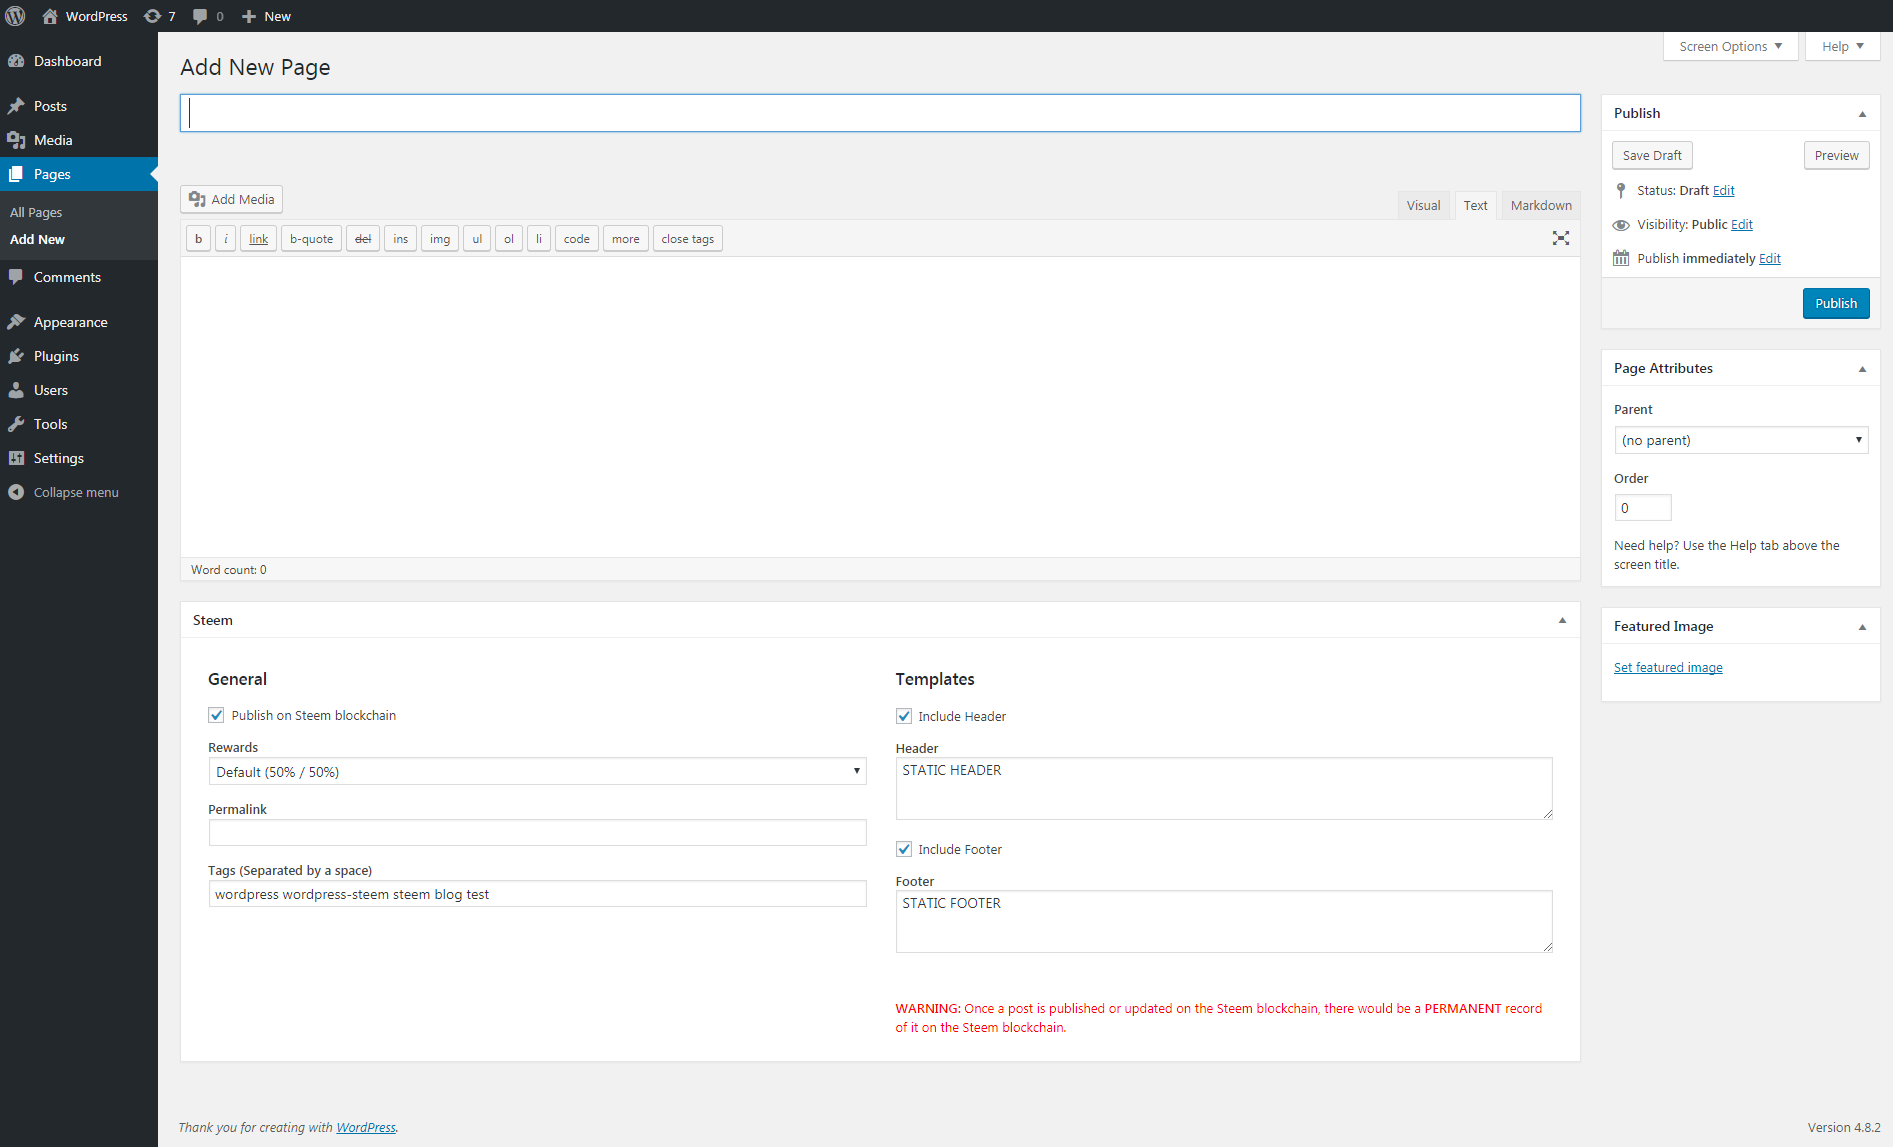 WordPress 7 0 New
Screen Options Help
Dashboard
Posts
Media
Pages
All Pages
Add New
Comments
Appearance
Plugins
Users
Tools
Settings
Collapse menu
Add New Page
Add Media
Visual Text Markdown
b i link b-quote del ins img ul ol li code more close tags
Word count: 0
Steem
General
Publish on Steem blockchain
Rewards
Default (50% / 50%)
Permalink
Tags (Separated by a space)
wordpress wordpress-steem steem blog test
Templates
Include Header
Header
STATIC HEADER
Include Footer
Footer
STATIC FOOTER
WARNING: Once a post is published or updated on the Steem blockchain, there would be a PERMANENT record
of it on the Steem blockchain.
Publish
Save Draft Preview
Status: Draft Edit
Visibility: Public Edit
Publish immediately Edit
Publish
Page Attributes
Parent
(no parent)
Order
0
Need help? Use the Help tab above the
screen title.
Featured Image
Set featured image
Thank you for creating with WordPress.
Version 4.8.2